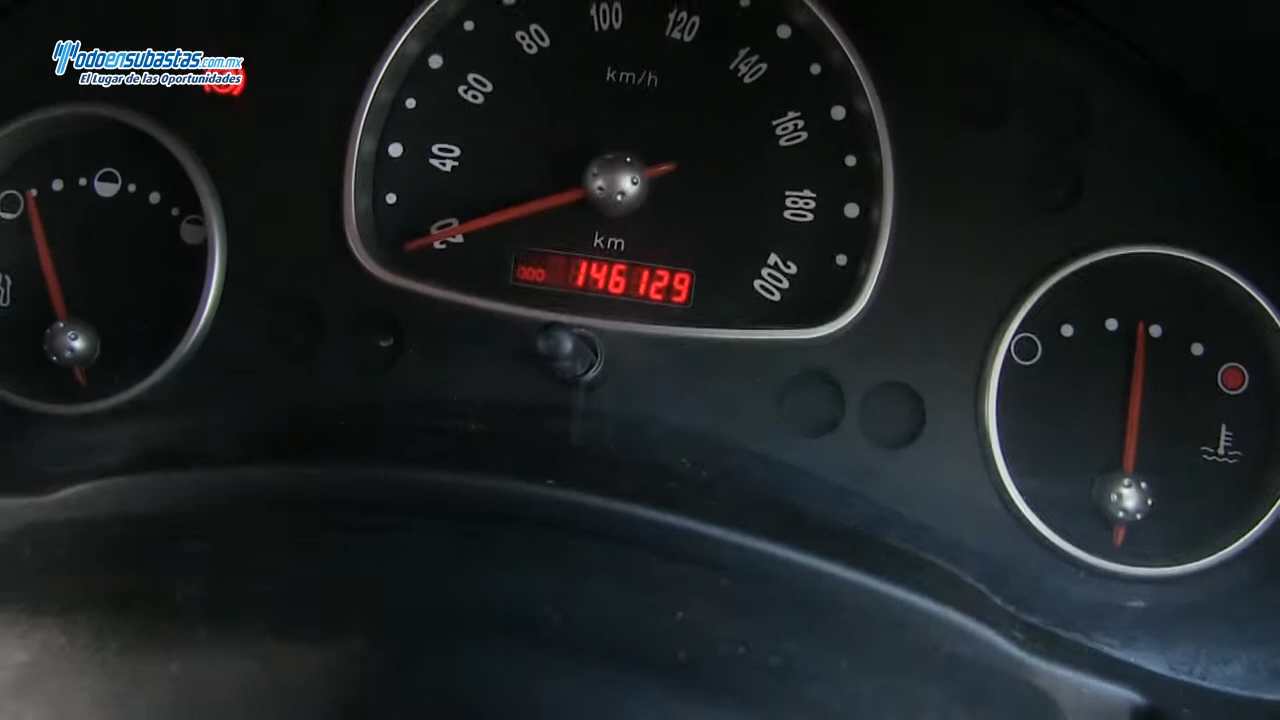 Todoensubastas.com.mx
El Lugar de las Oportunidades
100
120
80
140
km/h
60
160
40
180
20
km
200
ODO 146129